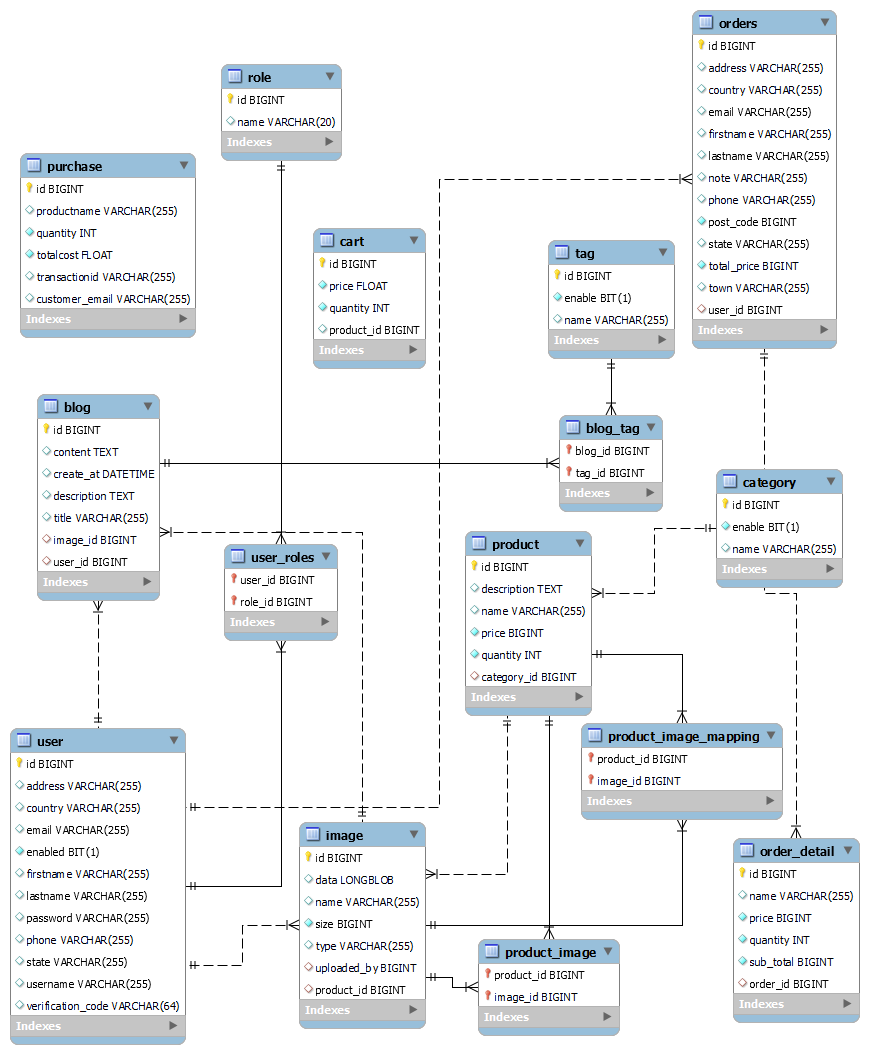 orders
id BIGINT
address VARCHAR(255)
country VARCHAR(255)
email VARCHAR(255)
firstname VARCHAR(255)
lastname VARCHAR(255)
note VARCHAR(255)
phone VARCHAR(255)
post_code BIGINT
state VARCHAR(255)
total_price BIGINT
town VARCHAR(255)
user_id BIGINT
Indexes
role
id BIGINT
name VARCHAR(20)
Indexes
purchase
id BIGINT
productname VARCHAR(255)
quantity INT
totalcost FLOAT
transactionid VARCHAR(255)
customer_email VARCHAR(255)
Indexes
cart
id BIGINT
price FLOAT
quantity INT
product_id BIGINT
Indexes
tag
id BIGINT
enable BIT(1)
name VARCHAR(255)
Indexes
blog
id BIGINT
content TEXT
create_at DATETIME
description TEXT
title VARCHAR(255)
image_id BIGINT
user_id BIGINT
Indexes
blog_tag
blog_id BIGINT
tag_id BIGINT
Indexes
category
id BIGINT
enable BIT(1)
name VARCHAR(255)
Indexes
user_roles
user_id BIGINT
role_id BIGINT
Indexes
product
id BIGINT
description TEXT
name VARCHAR(255)
price BIGINT
quantity INT
category_id BIGINT
Indexes
product_image_mapping
product_id BIGINT
image_id BIGINT
Indexes
user
id BIGINT
address VARCHAR(255)
country VARCHAR(255)
email VARCHAR(255)
enabled BIT(1)
firstname VARCHAR(255)
lastname VARCHAR(255)
password VARCHAR(255)
phone VARCHAR(255)
state VARCHAR(255)
username VARCHAR(255)
verification_code VARCHAR(64)
Indexes
image
id BIGINT
data LONGBLOB
name VARCHAR(255)
size BIGINT
type VARCHAR(255)
uploaded_by BIGINT
product_id BIGINT
Indexes
product_image
product_id BIGINT
image_id BIGINT
Indexes
order_detail
id BIGINT
name VARCHAR(255)
price BIGINT
quantity INT
sub_total BIGINT
order_id BIGINT
Indexes